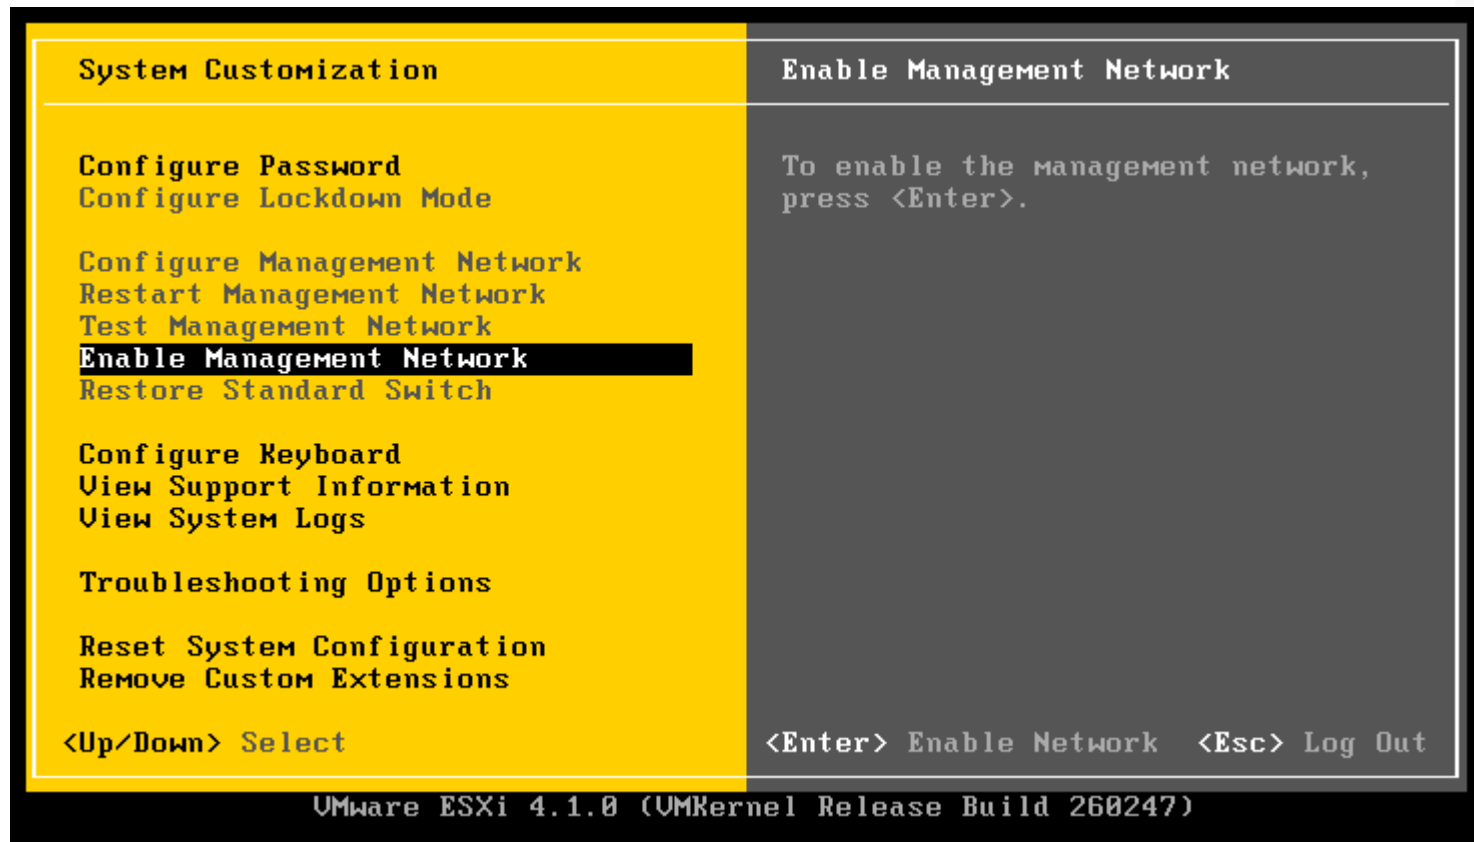 System Customization
Enable Management Network
Configure Password
Configure Lockdown Mode
Configure Management Network
Restart Management Network
Test Management Network
Enable Management Network
Restore Standard Switch
Configure Keyboard
View Support Information
View System Logs
Troubleshooting Options
Reset System Configuration
Remove Custom Extensions
To enable the management network,
press <Enter>.
<Up/Down> Select
<Enter> Enable Network <Esc> Log Out
VMware ESXi 4.1.0 (VMKernel Release Build 260247)